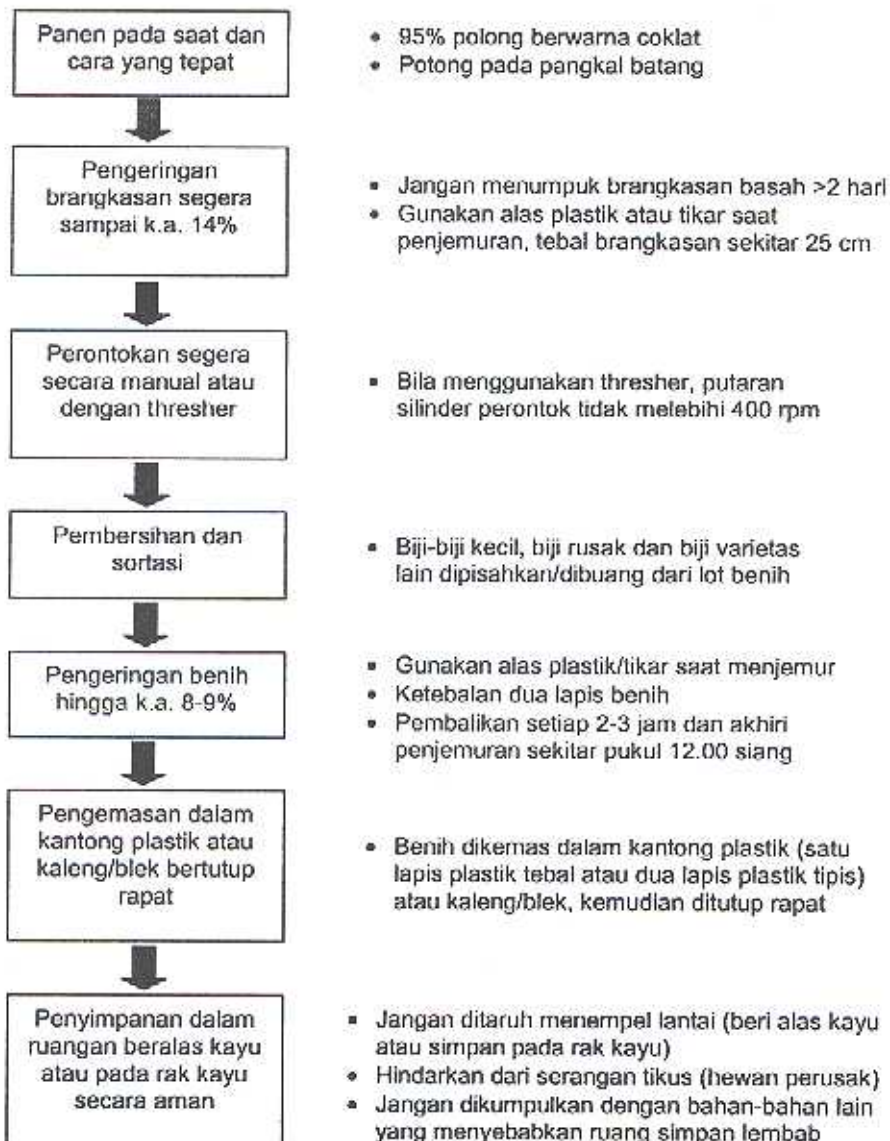 Panen pada saat dan
cara yang tepat
• 95% polong berwarna coklat
• Potong pada pangkal batang
Pengeringan
brangkasan segera
sampai k.a. 14%
• Jangan menumpuk brangkasan basah >2 hari
• Gunakan alas plastik atau tikar saat
penjemuran, tebal brangkasan sekitar 25 cm
Perontokan segera
secara manual atau
dengan thresher
• Bila menggunakan thresher, putaran
silinder perontok tidak melebihi 400 rpm
Pembersihan dan
sortasi
• Biji-biji kecil, biji rusak dan biji varietas
lain dipisahkan/dibuang dari lot benih
Pengeringan benih
hingga k.a. 8-9%
• Gunakan alas plastik/tikar saat menjemur
• Ketebalan dua lapis benih
• Pembalikan setiap 2-3 jam dan akhiri
penjemuran sekitar pukul 12.00 siang
Pengemasan dalam
kantong plastik atau
kaleng/blek bertutup
rapat
• Benih dikemas dalam kantong plastik (satu
lapis plastik tebal atau dua lapis plastik tipis)
atau kaleng/blek, kemudian ditutup rapat
Penyimpanan dalam
ruangan beralas kayu
atau pada rak kayu
secara aman
• Jangan ditaruh menempel lantai (beri alas kayu
atau simpan pada rak kayu)
• Hindarkan dari serangan tikus (hewan perusak)
• Jangan dikumpulkan dengan bahan-bahan lain
yang menyebabkan ruang simpan lembab